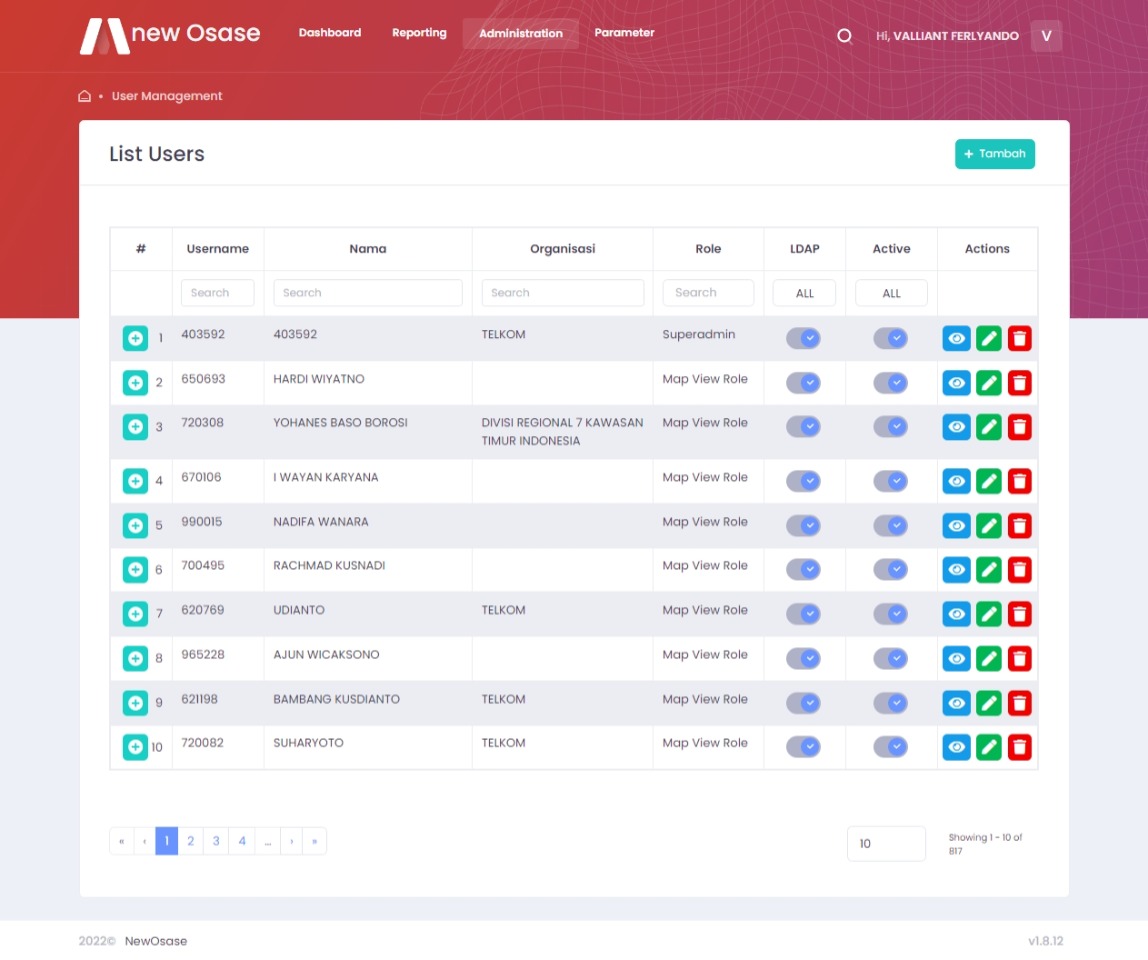 new Osase Dashboard Reporting Administration Parameter Hi, VALLIANT FERLYANDO V
• User Management
List Users + Tambah
# Username Nama Organisasi Role LDAP Active Actions
Search Search Search Search ALL ALL
1 403592 403592 TELKOM Superadmin
2 650693 HARDI WIYATNO Map View Role
3 720308 YOHANES BASO BOROSI DIVISI REGIONAL 7 KAWASAN Map View Role
TIMUR INDONESIA
4 670106 I WAYAN KARYANA Map View Role
5 990015 NADIFA WANARA Map View Role
6 700495 RACHMAD KUSNADI Map View Role
7 620769 UDIANTO TELKOM Map View Role
8 965228 AJUN WICAKSONO Map View Role
9 621198 BAMBANG KUSDIANTO TELKOM Map View Role
10 720082 SUHARYOTO TELKOM Map View Role
« ‹ 1 2 3 4 ... › » 10 Showing 1 - 10 of
817
2022© NewOsase v1.8.12